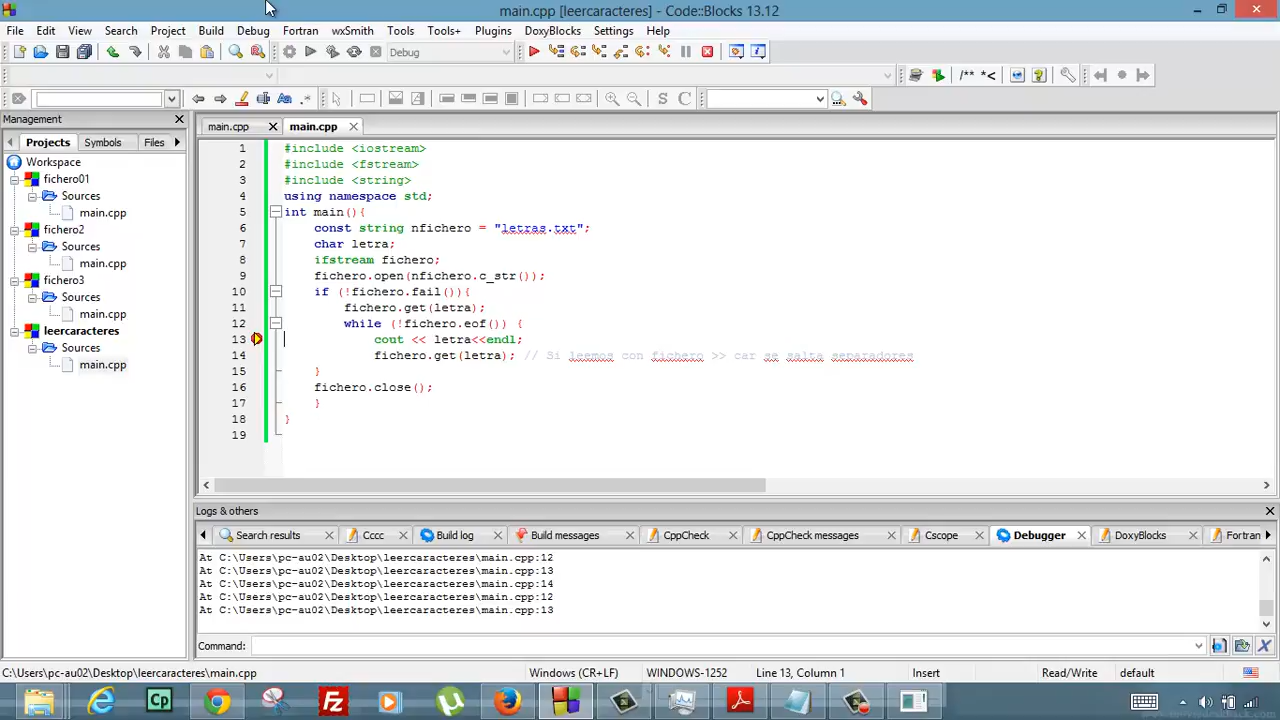 main.cpp [leercaracteres] - Code::Blocks 13.12
File Edit View Search Project Build Debug Fortran wxSmith Tools Tools+ Plugins DoxyBlocks Settings Help
Debug
/** *<
S C
Management
main.cpp main.cpp
Projects Symbols Files
Workspace
fichero01
Sources
main.cpp
fichero2
Sources
main.cpp
fichero3
Sources
main.cpp
leercaracteres
Sources
main.cpp
1 #include <iostream>
2 #include <fstream>
3 #include <string>
4 using namespace std;
5 int main(){
6 const string nfichero = "letras.txt";
7 char letra;
8 ifstream fichero;
9 fichero.open(nfichero.c_str());
10 if (!fichero.fail()){
11 fichero.get(letra);
12 while (!fichero.eof()) {
13 cout << letra<<endl;
14 fichero.get(letra); // Si leemos con fichero >> car se salta separadores
15 }
16 fichero.close();
17 }
18 }
19
Logs & others
Search results Cccc Build log Build messages CppCheck CppCheck messages Cscope Debugger DoxyBlocks Fortran
At C:\Users\pc-au02\Desktop\leercaracteres\main.cpp:12
At C:\Users\pc-au02\Desktop\leercaracteres\main.cpp:13
At C:\Users\pc-au02\Desktop\leercaracteres\main.cpp:14
At C:\Users\pc-au02\Desktop\leercaracteres\main.cpp:12
At C:\Users\pc-au02\Desktop\leercaracteres\main.cpp:13
Command:
C:\Users\pc-au02\Desktop\leercaracteres\main.cpp Windows (CR+LF) WINDOWS-1252 Line 13, Column 1 Insert Read/Write default
Cp Fz